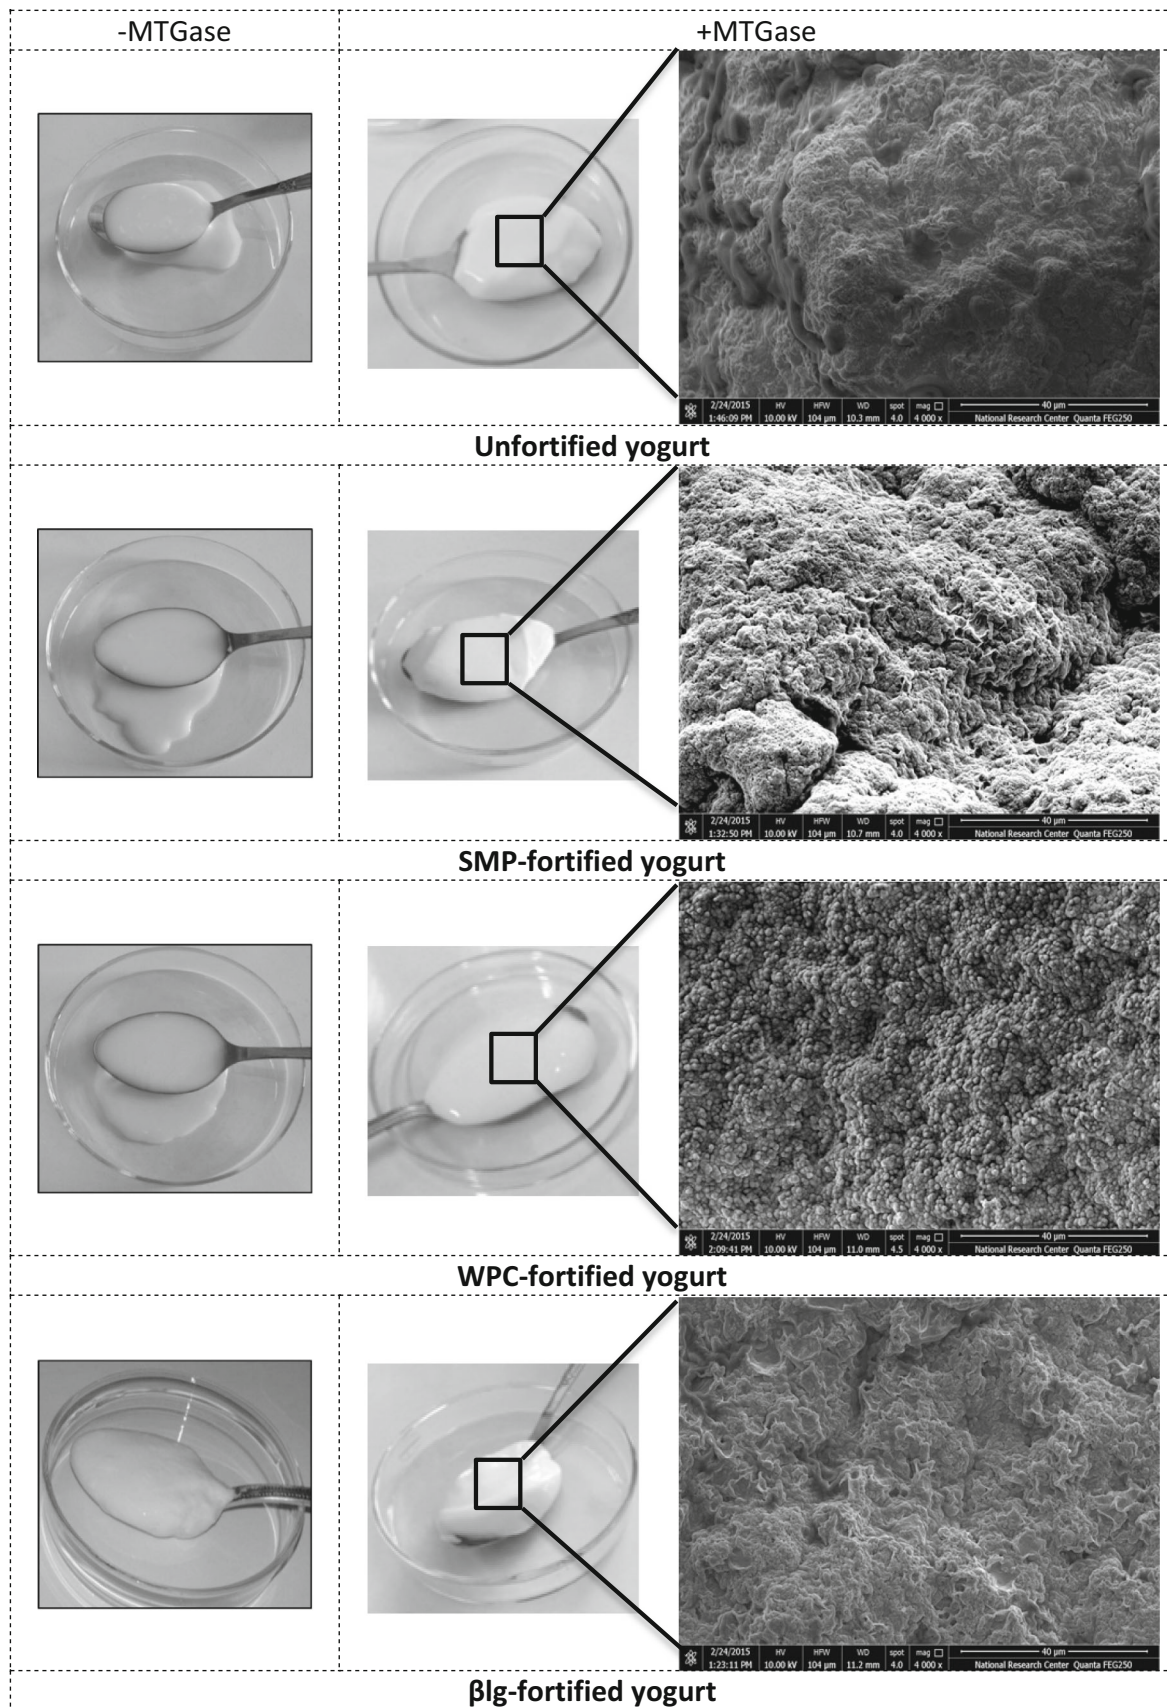 -MTGase +MTGase
2/24/2015 HV HFW WD spot mag 40 µm
1:46:09 PM 10.00 kV 104 µm 10.3 mm 4.0 4 000 x National Research Center Quanta FEG250
Unfortified yogurt
2/24/2015 HV HFW WD spot mag 40 µm
1:32:50 PM 10.00 kV 104 µm 10.7 mm 4.0 4 000 x National Research Center Quanta FEG250
SMP-fortified yogurt
2/24/2015 HV HFW WD spot mag 40 µm
2:09:41 PM 10.00 kV 104 µm 11.0 mm 4.5 4 000 x National Research Center Quanta FEG250
WPC-fortified yogurt
2/24/2015 HV HFW WD spot mag 40 µm
1:23:11 PM 10.00 kV 104 µm 11.2 mm 4.0 4 000 x National Research Center Quanta FEG250
βlg-fortified yogurt